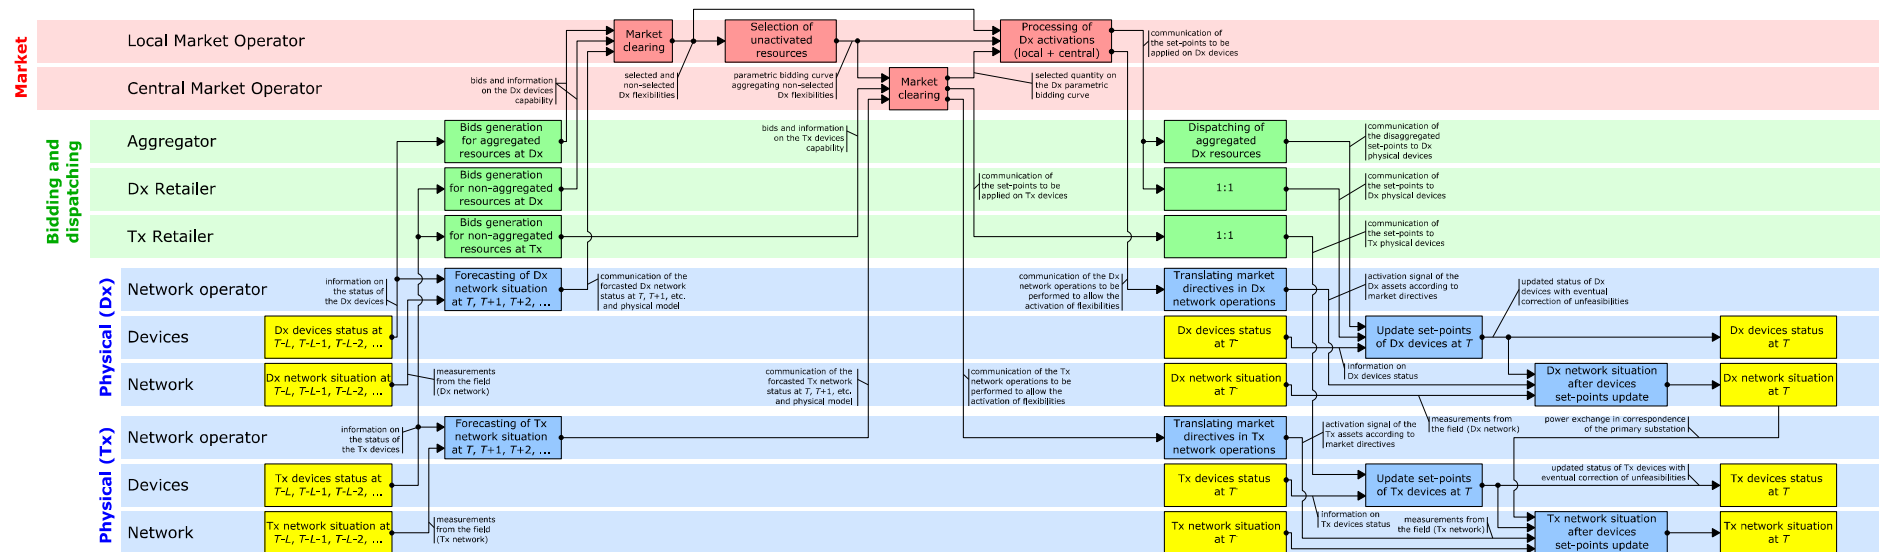 Market
Local Market Operator
Market
clearing
Selection of
unactivated
resources
Processing of
Dx activations
(local + central)
communication of
the set-points to be
applied on Dx devices
Central Market Operator
bids and information
on the Dx devices
capability
selected and
non-selected
Dx flexibilities
parametric bidding curve
aggregating non-selected
Dx flexibilities
Market
clearing
selected quantity on
the Dx parametric
bidding curve
Bidding and
dispatching
Aggregator
Bids generation
for aggregated
resources at Dx
bids and information
on the Tx devices
capability
Dispatching of
aggregated
Dx resources
communication of
the disaggregated
set-points to Dx
physical devices
Dx Retailer
Bids generation
for non-aggregated
resources at Dx
communication of
the set-points to be
applied on Tx devices
1:1
communication of
the set-points to
Dx physical devices
Tx Retailer
Bids generation
for non-aggregated
resources at Tx
1:1
communication of
the set-points to
Tx physical devices
Physical (Dx)
Network operator
information on
the status of
the Dx devices
Forecasting of Dx
network situation
at T, T+1, T+2, ...
communication of the
forcasted Dx network
status at T, T+1, etc.
and physical model
communication of the Dx
network operations to be
performed to allow the
activation of flexibilities
Translating market
directives in Dx
network operations
activation signal of the
Dx assets according to
market directives
updated status of Dx
devices with eventual
correction of unfeasibilities
Devices
Dx devices status at
T-L, T-L-1, T-L-2, ...
Dx devices status
at T-
Update set-points
of Dx devices at T
Dx devices status
at T
information on
Dx devices status
Network
Dx network situation at
T-L, T-L-1, T-L-2, ...
measurements
from the field
(Dx network)
communication of the
forcasted Tx network
status at T, T+1, etc.
and physical model
communication of the Tx
network operations to be
performed to allow the
activation of flexibilities
Dx network situation
at T-
Dx network situation
after devices
set-points update
Dx network situation
at T
measurements from
the field (Dx network)
power exchange in correspondence
of the primary substation
Physical (Tx)
Network operator
information on
the status of
the Tx devices
Forecasting of Tx
network situation
at T, T+1, T+2, ...
Translating market
directives in Tx
network operations
activation signal of the
Tx assets according to
market directives
Devices
Tx devices status at
T-L, T-L-1, T-L-2, ...
Tx devices status
at T-
Update set-points
of Tx devices at T
updated status of Tx devices with
eventual correction of unfeasibilities
Tx devices status
at T
information on
Tx devices status
Network
Tx network situation at
T-L, T-L-1, T-L-2, ...
measurements
from the field
(Tx network)
Tx network situation
at T-
measurements from
the field (Tx network)
Tx network situation
after devices
set-points update
Tx network situation
at T